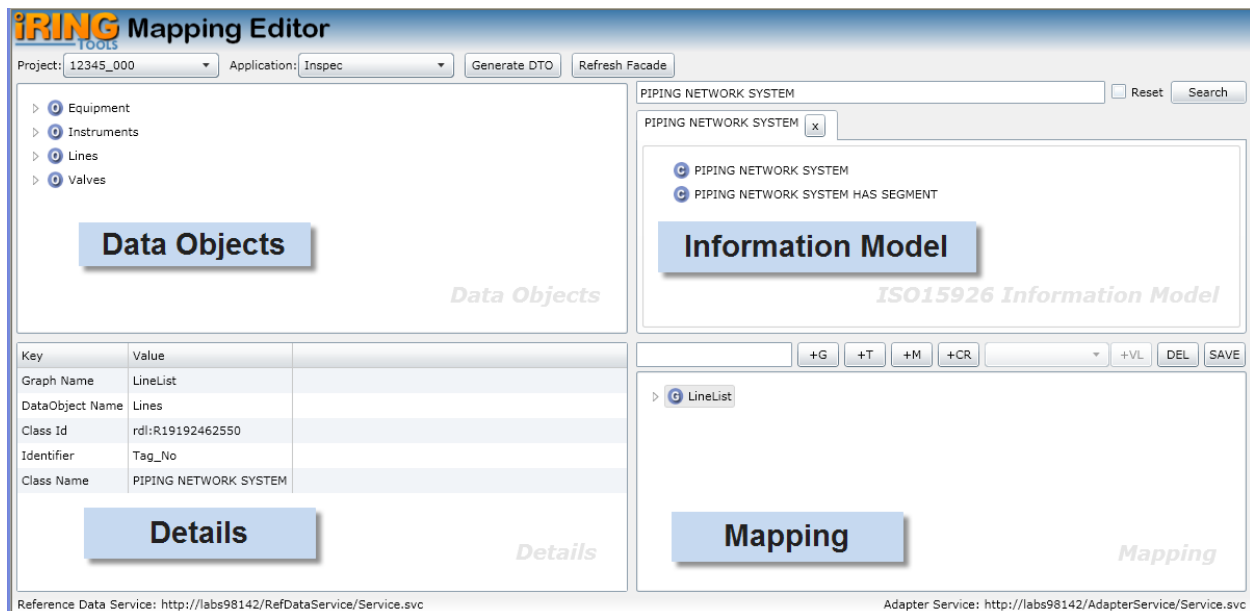 iRING TOOLS Mapping Editor
Project: 12345_000 Application: Inspec Generate DTO Refresh Facade
O Equipment
O Instruments
O Lines
O Valves
Data Objects
Data Objects
PIPING NETWORK SYSTEM Reset Search
PIPING NETWORK SYSTEM x
C PIPING NETWORK SYSTEM
C PIPING NETWORK SYSTEM HAS SEGMENT
Information Model
ISO15926 Information Model
Key Value
Graph Name LineList
DataObject Name Lines
Class Id rdl:R19192462550
Identifier Tag_No
Class Name PIPING NETWORK SYSTEM
Details
Details
+G +T +M +CR +VL DEL SAVE
G LineList
Mapping
Mapping
Reference Data Service: http://labs98142/RefDataService/Service.svc
Adapter Service: http://labs98142/AdapterService/Service.svc